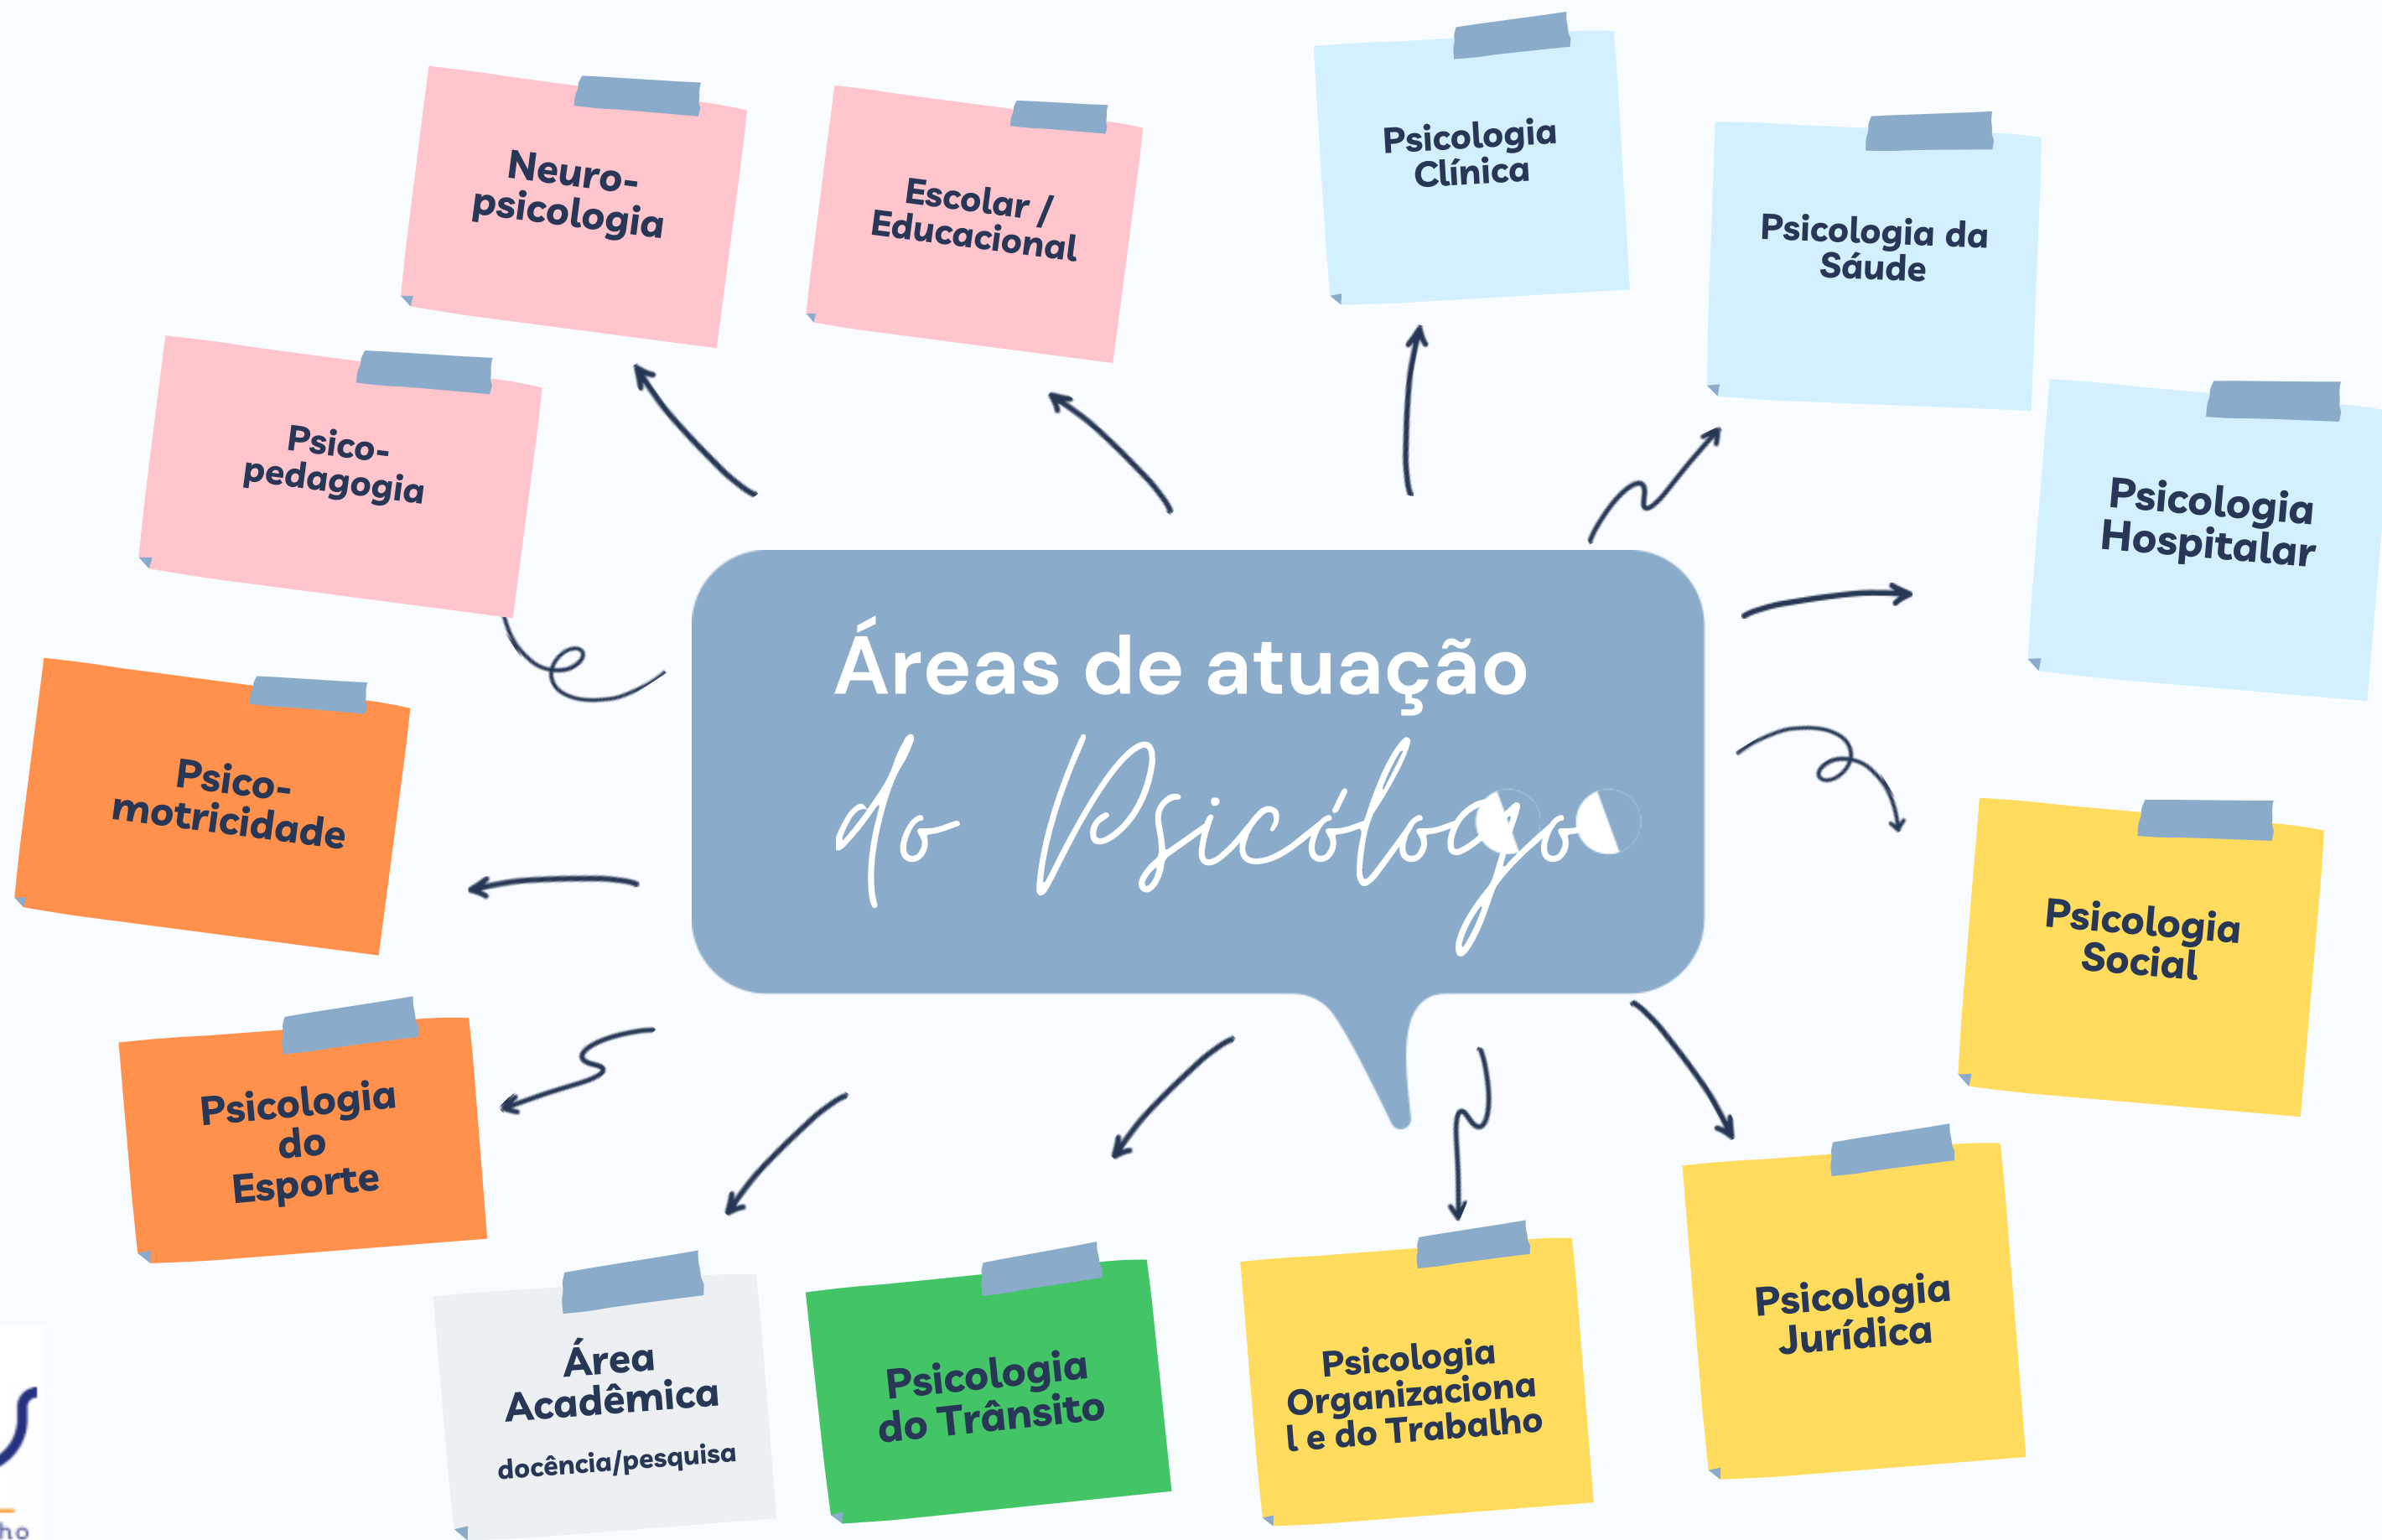 Neuro-
psicologia
Escolar /
Educacional
Psicologia
Clínica
Psicologia da
Sáude
Psico-
pedagogia
Psicologia
Hospitalar
Áreas de atuação
do Psicólogo
Psico-
motricidade
Psicologia
Social
Psicologia
do
Esporte
Área
Acadêmica
docência/pesquisa
Psicologia
do Trânsito
Psicologia
Organizaciona
l e do Trabalho
Psicologia
Jurídica
ho